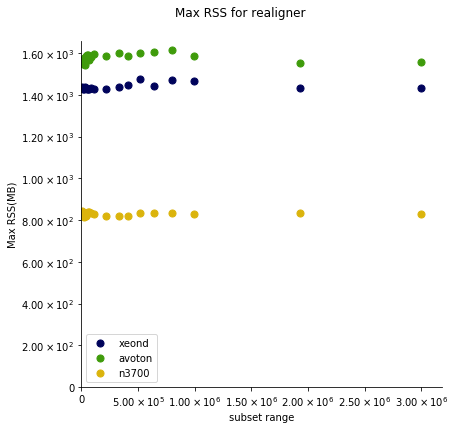 Max RSS for realigner
1.60 × 10³
1.40 × 10³
1.20 × 10³
1.00 × 10³
8.00 × 10²
6.00 × 10²
4.00 × 10²
2.00 × 10²
0
Max RSS(MB)
xeond
avoton
n3700
0 5.00 × 10⁵ 1.00 × 10⁶ 1.50 × 10⁶ 2.00 × 10⁶ 2.50 × 10⁶ 3.00 × 10⁶
subset range